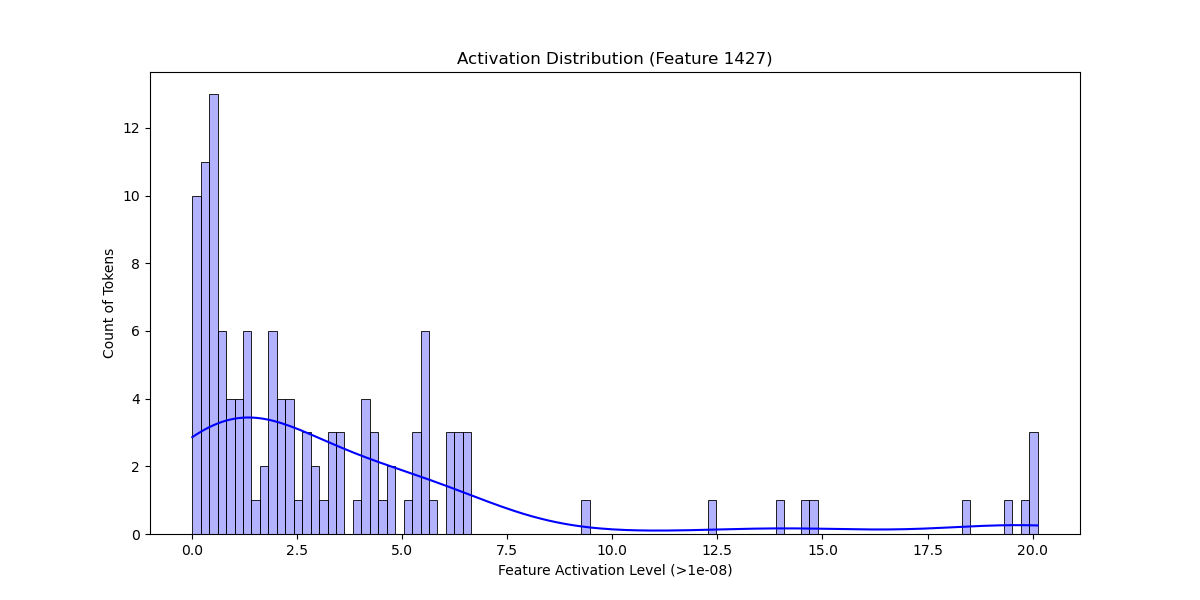 Activation Distribution (Feature 1427)
Count of Tokens
12
10
8
6
4
2
0
0.0 2.5 5.0 7.5 10.0 12.5 15.0 17.5 20.0
Feature Activation Level (>1e-08)